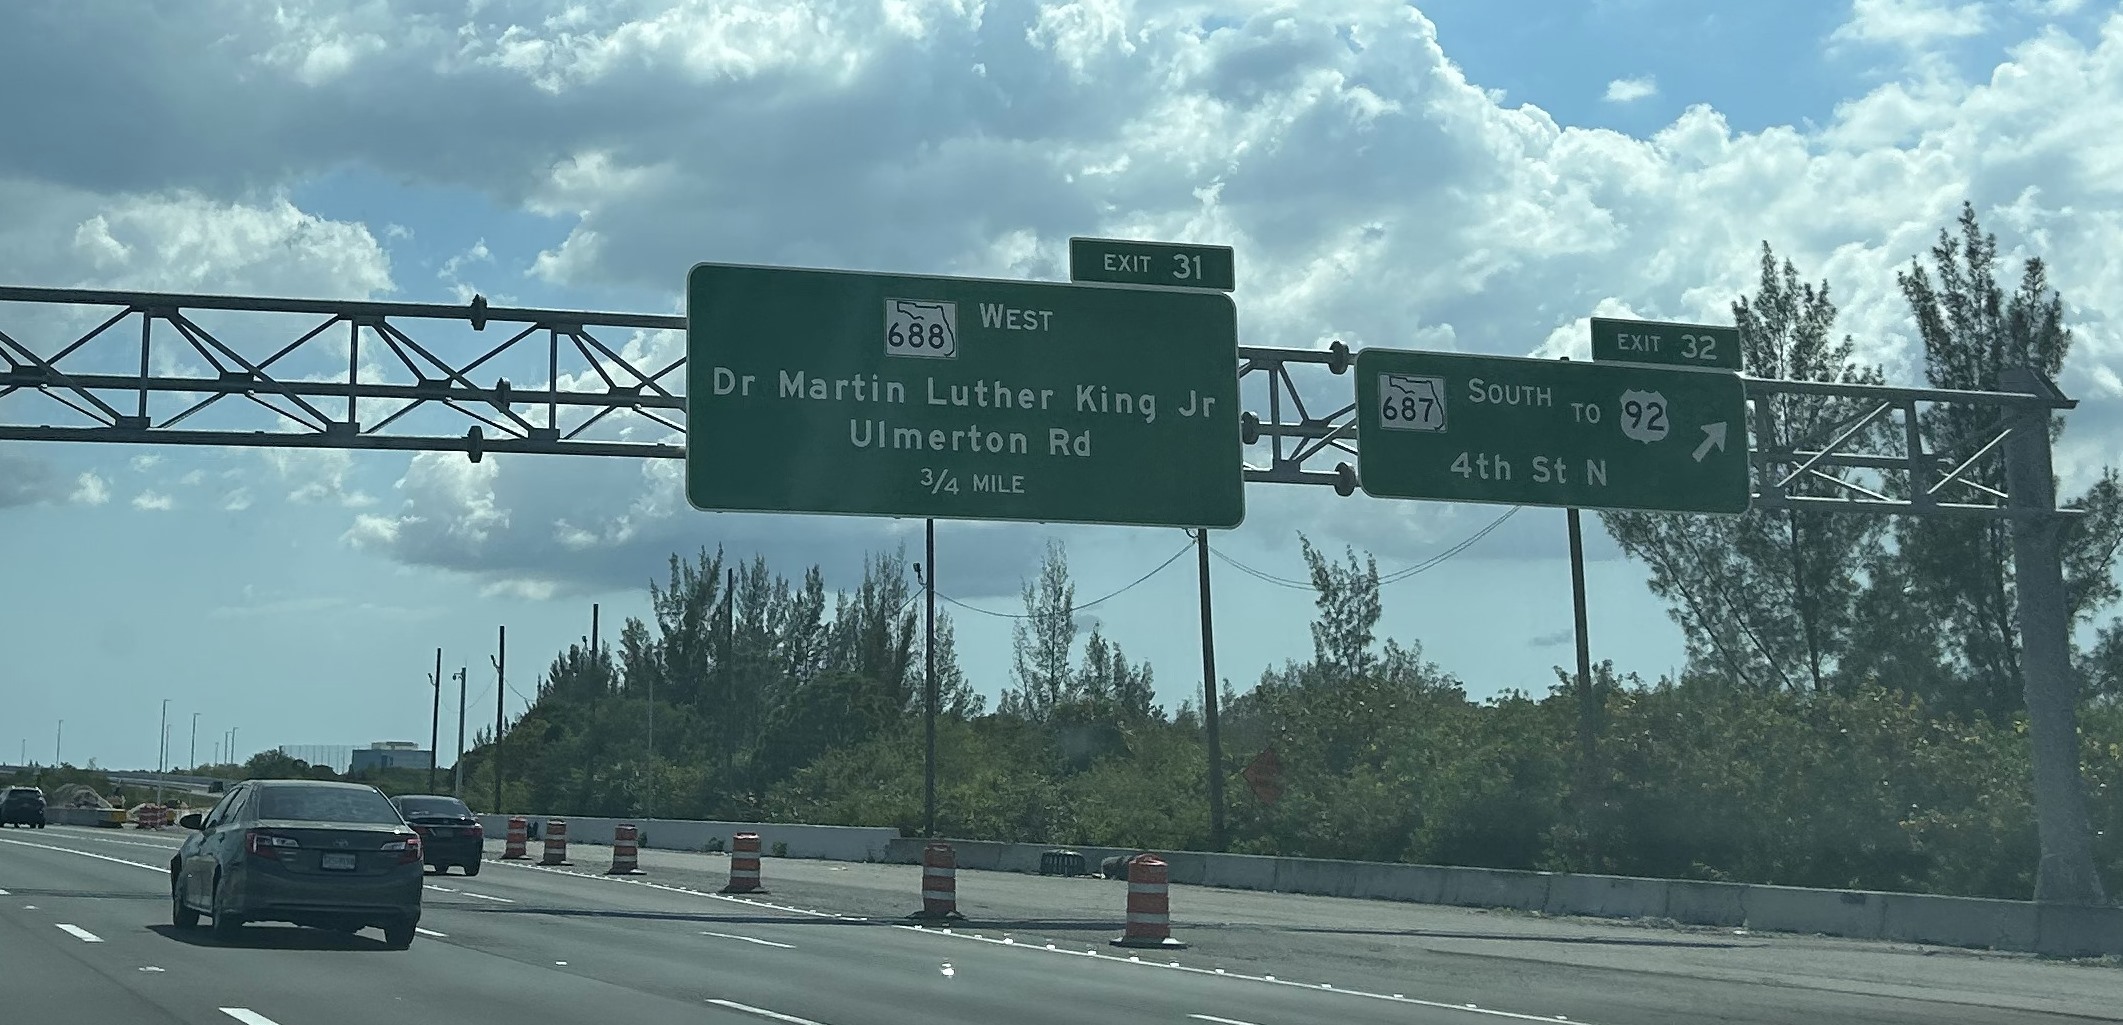 EXIT 31
688 WEST
Dr Martin Luther King Jr
Ulmerton Rd
3/4 MILE
EXIT 32
687 SOUTH TO 92
4th St N